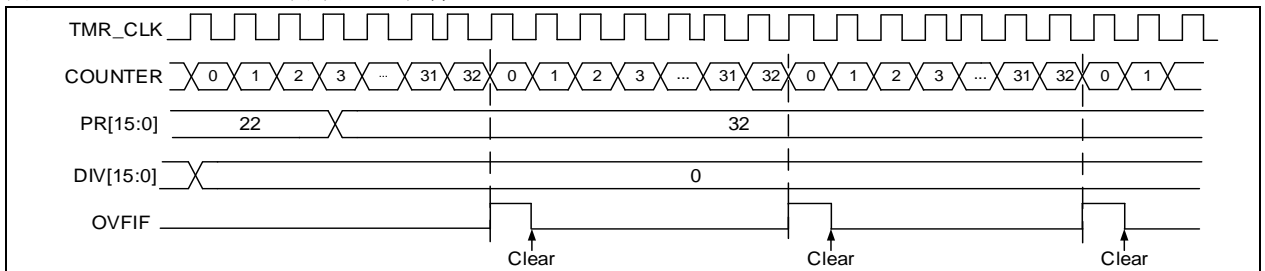 TMR_CLK
COUNTER 0 1 2 3 ... 31 32 0 1 2 3 ... 31 32 0 1 2 3 ... 31 32 0 1
PR[15:0] 22 32
DIV[15:0] 0
OVFIF
Clear Clear Clear